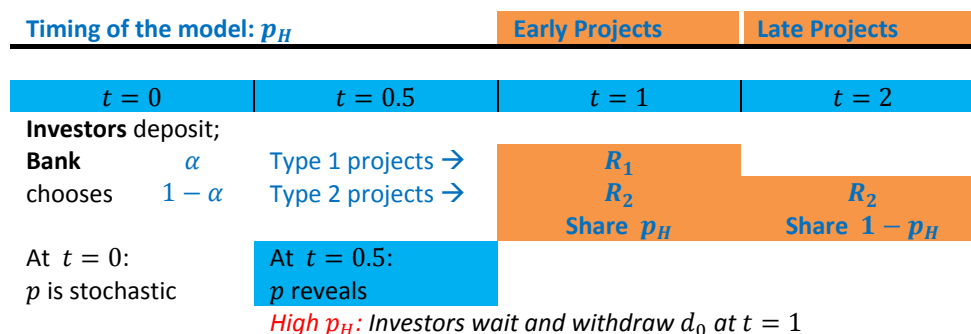 Timing of the model: p_H Early Projects Late Projects
t = 0 t = 0.5 t = 1 t = 2
Investors deposit;
Bank α Type 1 projects → R_1
chooses 1 − α Type 2 projects → R_2 R_2
Share p_H Share 1 − p_H
At t = 0: At t = 0.5:
p is stochastic p reveals
High p_H: Investors wait and withdraw d_0 at t = 1